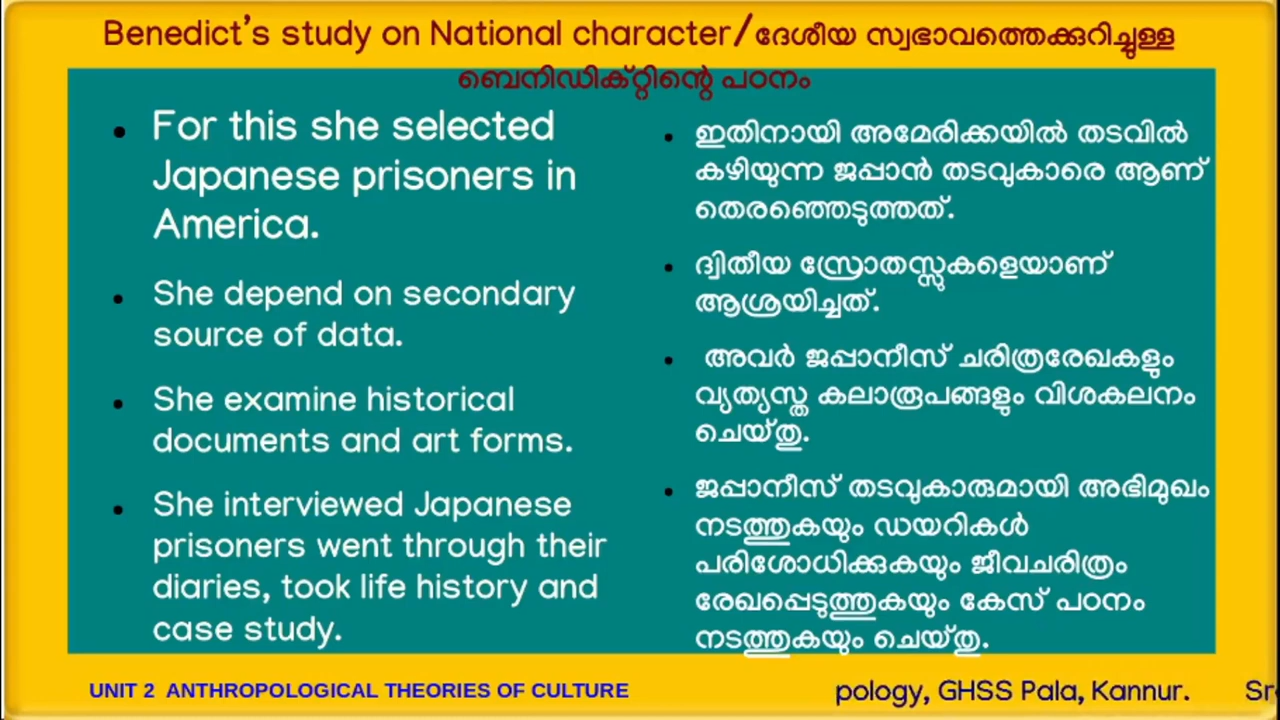 Benedict’s study on National character/ദേശീയ സ്വഭാവത്തെക്കുറിച്ചുള്ള
ബെനിഡിക്റ്റിന്റെ പഠനം
• For this she selected
Japanese prisoners in
America.
• She depend on secondary
source of data.
• She examine historical
documents and art forms.
• She interviewed Japanese
prisoners went through their
diaries, took life history and
case study.
• ഇതിനായി അമേരിക്കയിൽ തടവിൽ
കഴിയുന്ന ജപ്പാൻ തടവുകാരെ ആണ്
തെരഞ്ഞെടുത്തത്.
• ദ്വിതീയ സ്രോതസ്സുകളെയാണ്
ആശ്രയിച്ചത്.
• അവർ ജപ്പാനീസ് ചരിത്രരേഖകളും
വ്യത്യസ്ത കലാരൂപങ്ങളും വിശകലനം
ചെയ്തു.
• ജപ്പാനീസ് തടവുകാരുമായി അഭിമുഖം
നടത്തുകയും ഡയറികൾ
പരിശോധിക്കുകയും ജീവചരിത്രം
രേഖപ്പെടുത്തുകയും കേസ് പഠനം
നടത്തുകയും ചെയ്തു.
UNIT 2 ANTHROPOLOGICAL THEORIES OF CULTURE
pology, GHSS Pala, Kannur.